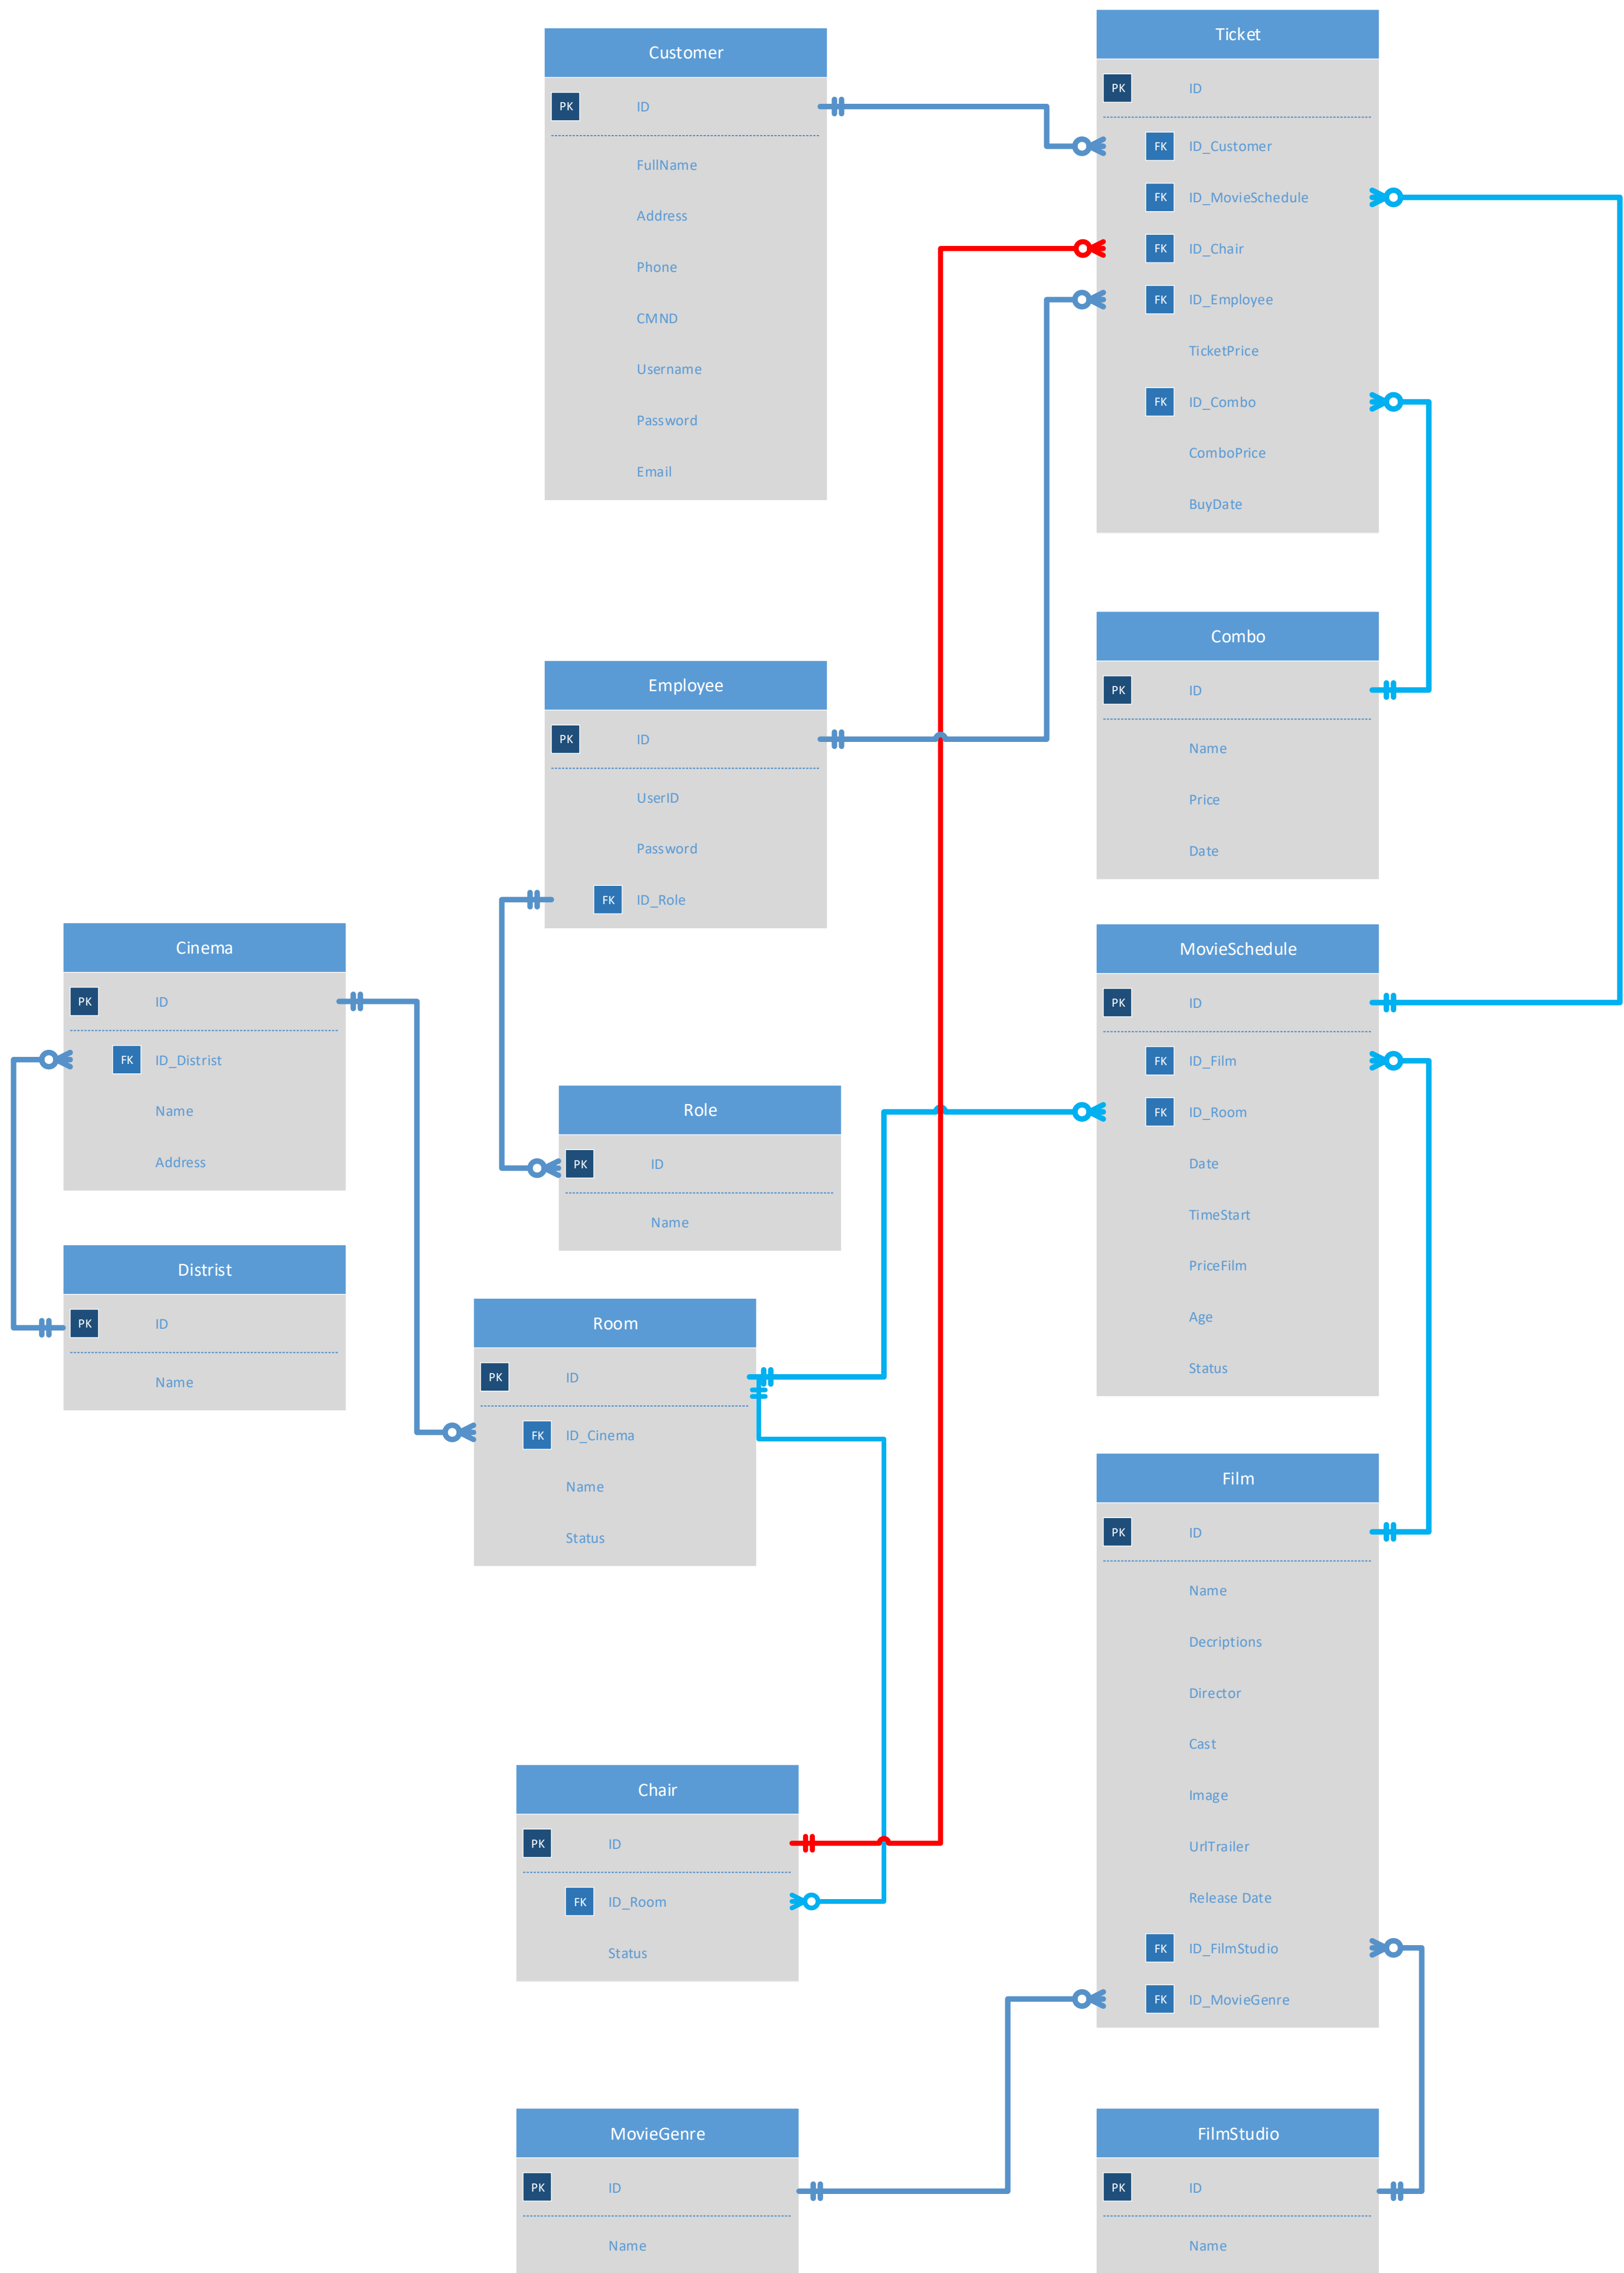 Customer
PK ID
FullName
Address
Phone
CMND
Username
Password
Email
Ticket
PK ID
FK ID_Customer
FK ID_MovieSchedule
FK ID_Chair
FK ID_Employee
TicketPrice
FK ID_Combo
ComboPrice
BuyDate
Combo
PK ID
Name
Price
Date
Employee
PK ID
UserID
Password
FK ID_Role
Cinema
PK ID
FK ID_Distrist
Name
Address
MovieSchedule
PK ID
FK ID_Film
FK ID_Room
Date
TimeStart
PriceFilm
Age
Status
Role
PK ID
Name
Distrist
PK ID
Name
Room
PK ID
FK ID_Cinema
Name
Status
Film
PK ID
Name
Decriptions
Director
Cast
Image
UrlTrailer
Release Date
FK ID_FilmStudio
FK ID_MovieGenre
Chair
PK ID
FK ID_Room
Status
MovieGenre
PK ID
Name
FilmStudio
PK ID
Name